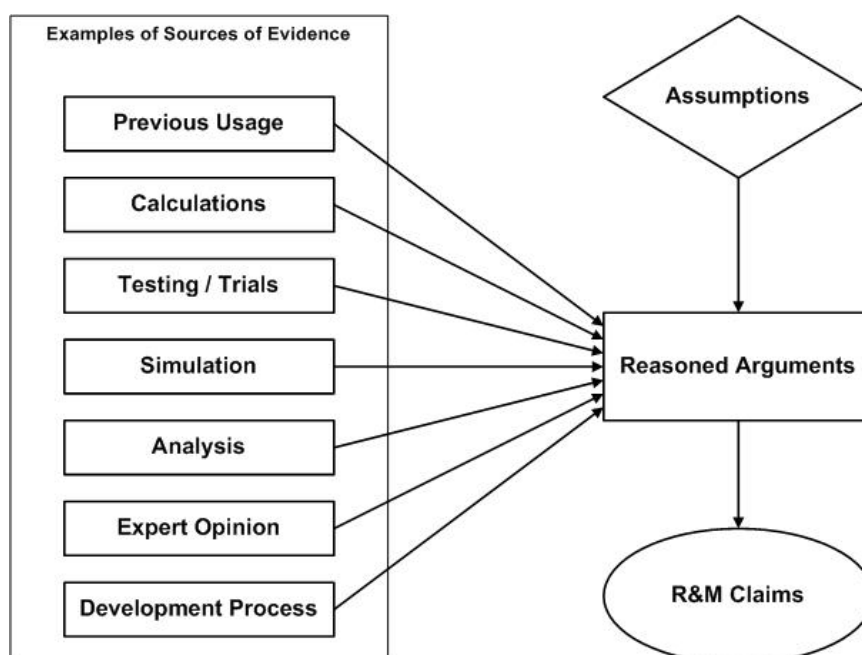 Examples of Sources of Evidence
Previous Usage
Calculations
Testing / Trials
Simulation
Analysis
Expert Opinion
Development Process
Assumptions
Reasoned Arguments
R&M Claims